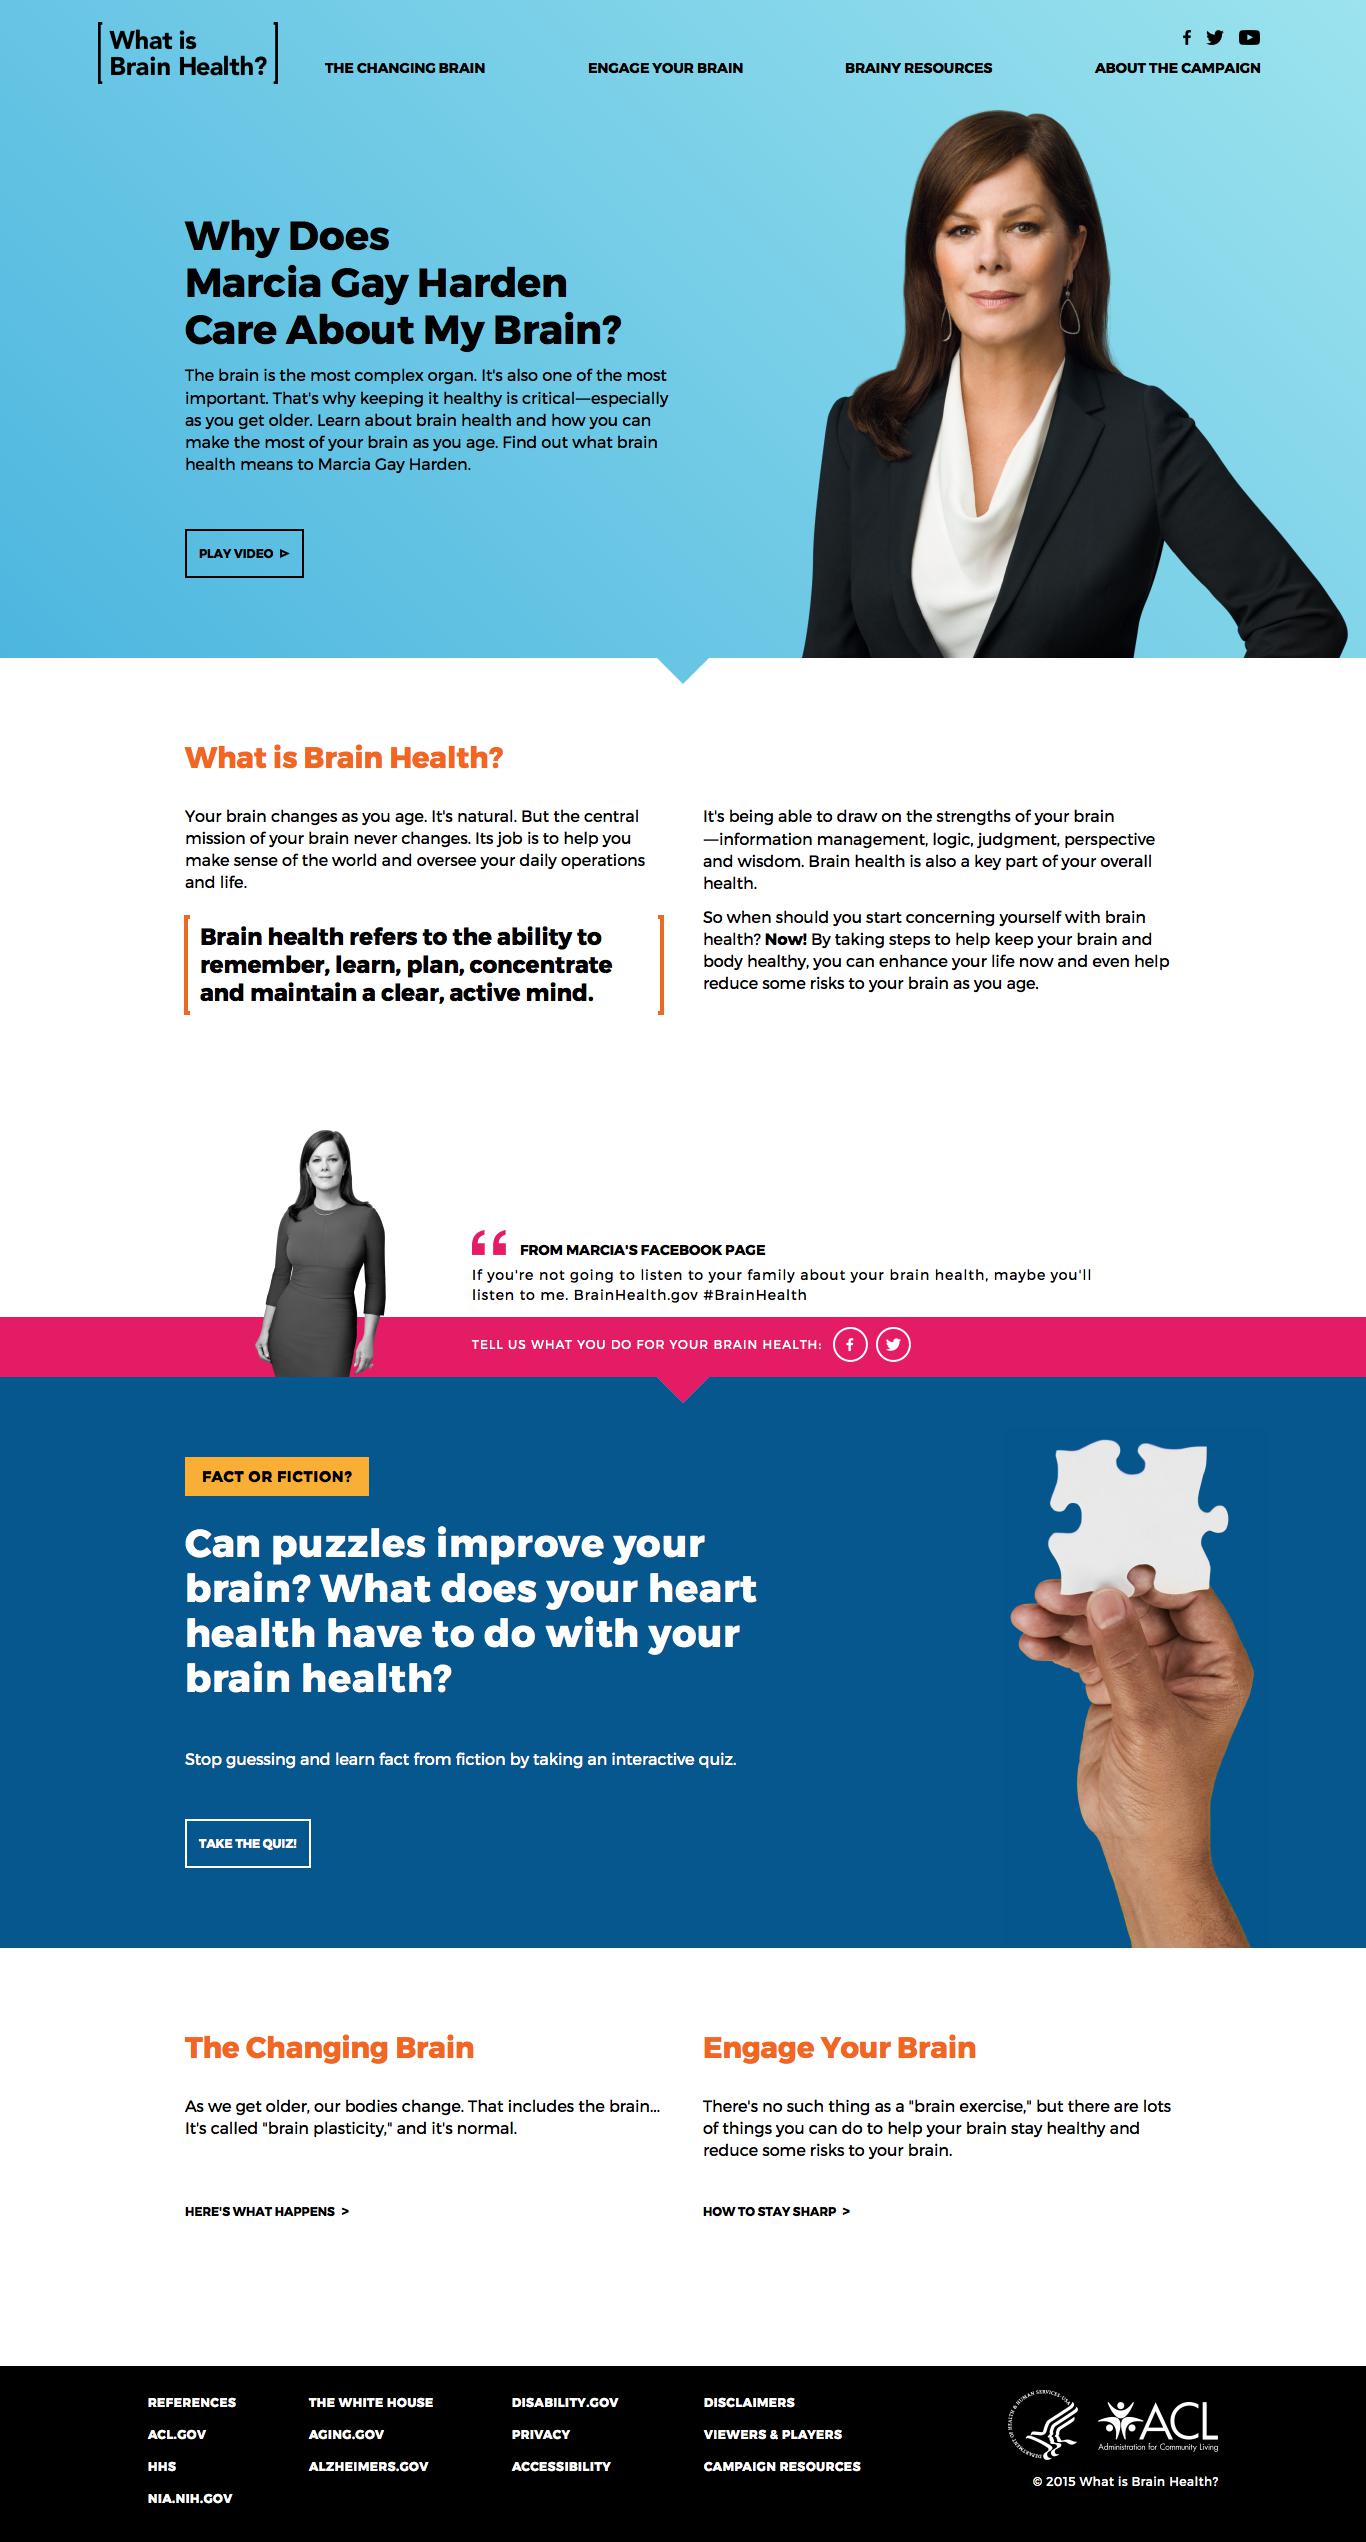 What is
Brain Health?
THE CHANGING BRAIN
ENGAGE YOUR BRAIN
BRAINY RESOURCES
ABOUT THE CAMPAIGN
Why Does
Marcia Gay Harden
Care About My Brain?
The brain is the most complex organ. It's also one of the most
important. That's why keeping it healthy is critical—especially
as you get older. Learn about brain health and how you can
make the most of your brain as you age. Find out what brain
health means to Marcia Gay Harden.
PLAY VIDEO
What is Brain Health?
Your brain changes as you age. It's natural. But the central
mission of your brain never changes. Its job is to help you
make sense of the world and oversee your daily operations
and life.
Brain health refers to the ability to
remember, learn, plan, concentrate
and maintain a clear, active mind.
It's being able to draw on the strengths of your brain
—information management, logic, judgment, perspective
and wisdom. Brain health is also a key part of your overall
health.
So when should you start concerning yourself with brain
health? Now! By taking steps to help keep your brain and
body healthy, you can enhance your life now and even help
reduce some risks to your brain as you age.
FROM MARCIA'S FACEBOOK PAGE
If you're not going to listen to your family about your brain health, maybe you'll
listen to me. BrainHealth.gov #BrainHealth
TELL US WHAT YOU DO FOR YOUR BRAIN HEALTH:
FACT OR FICTION?
Can puzzles improve your
brain? What does your heart
health have to do with your
brain health?
Stop guessing and learn fact from fiction by taking an interactive quiz.
TAKE THE QUIZ!
The Changing Brain
As we get older, our bodies change. That includes the brain...
It's called "brain plasticity," and it's normal.
HERE'S WHAT HAPPENS >
Engage Your Brain
There's no such thing as a "brain exercise," but there are lots
of things you can do to help your brain stay healthy and
reduce some risks to your brain.
HOW TO STAY SHARP >
REFERENCES
ACL.GOV
HHS
NIA.NIH.GOV
THE WHITE HOUSE
AGING.GOV
ALZHEIMERS.GOV
DISABILITY.GOV
PRIVACY
ACCESSIBILITY
DISCLAIMERS
VIEWERS & PLAYERS
CAMPAIGN RESOURCES
DEPARTMENT OF HEALTH & HUMAN SERVICES · USA
ACL
Administration for Community Living
© 2015 What is Brain Health?